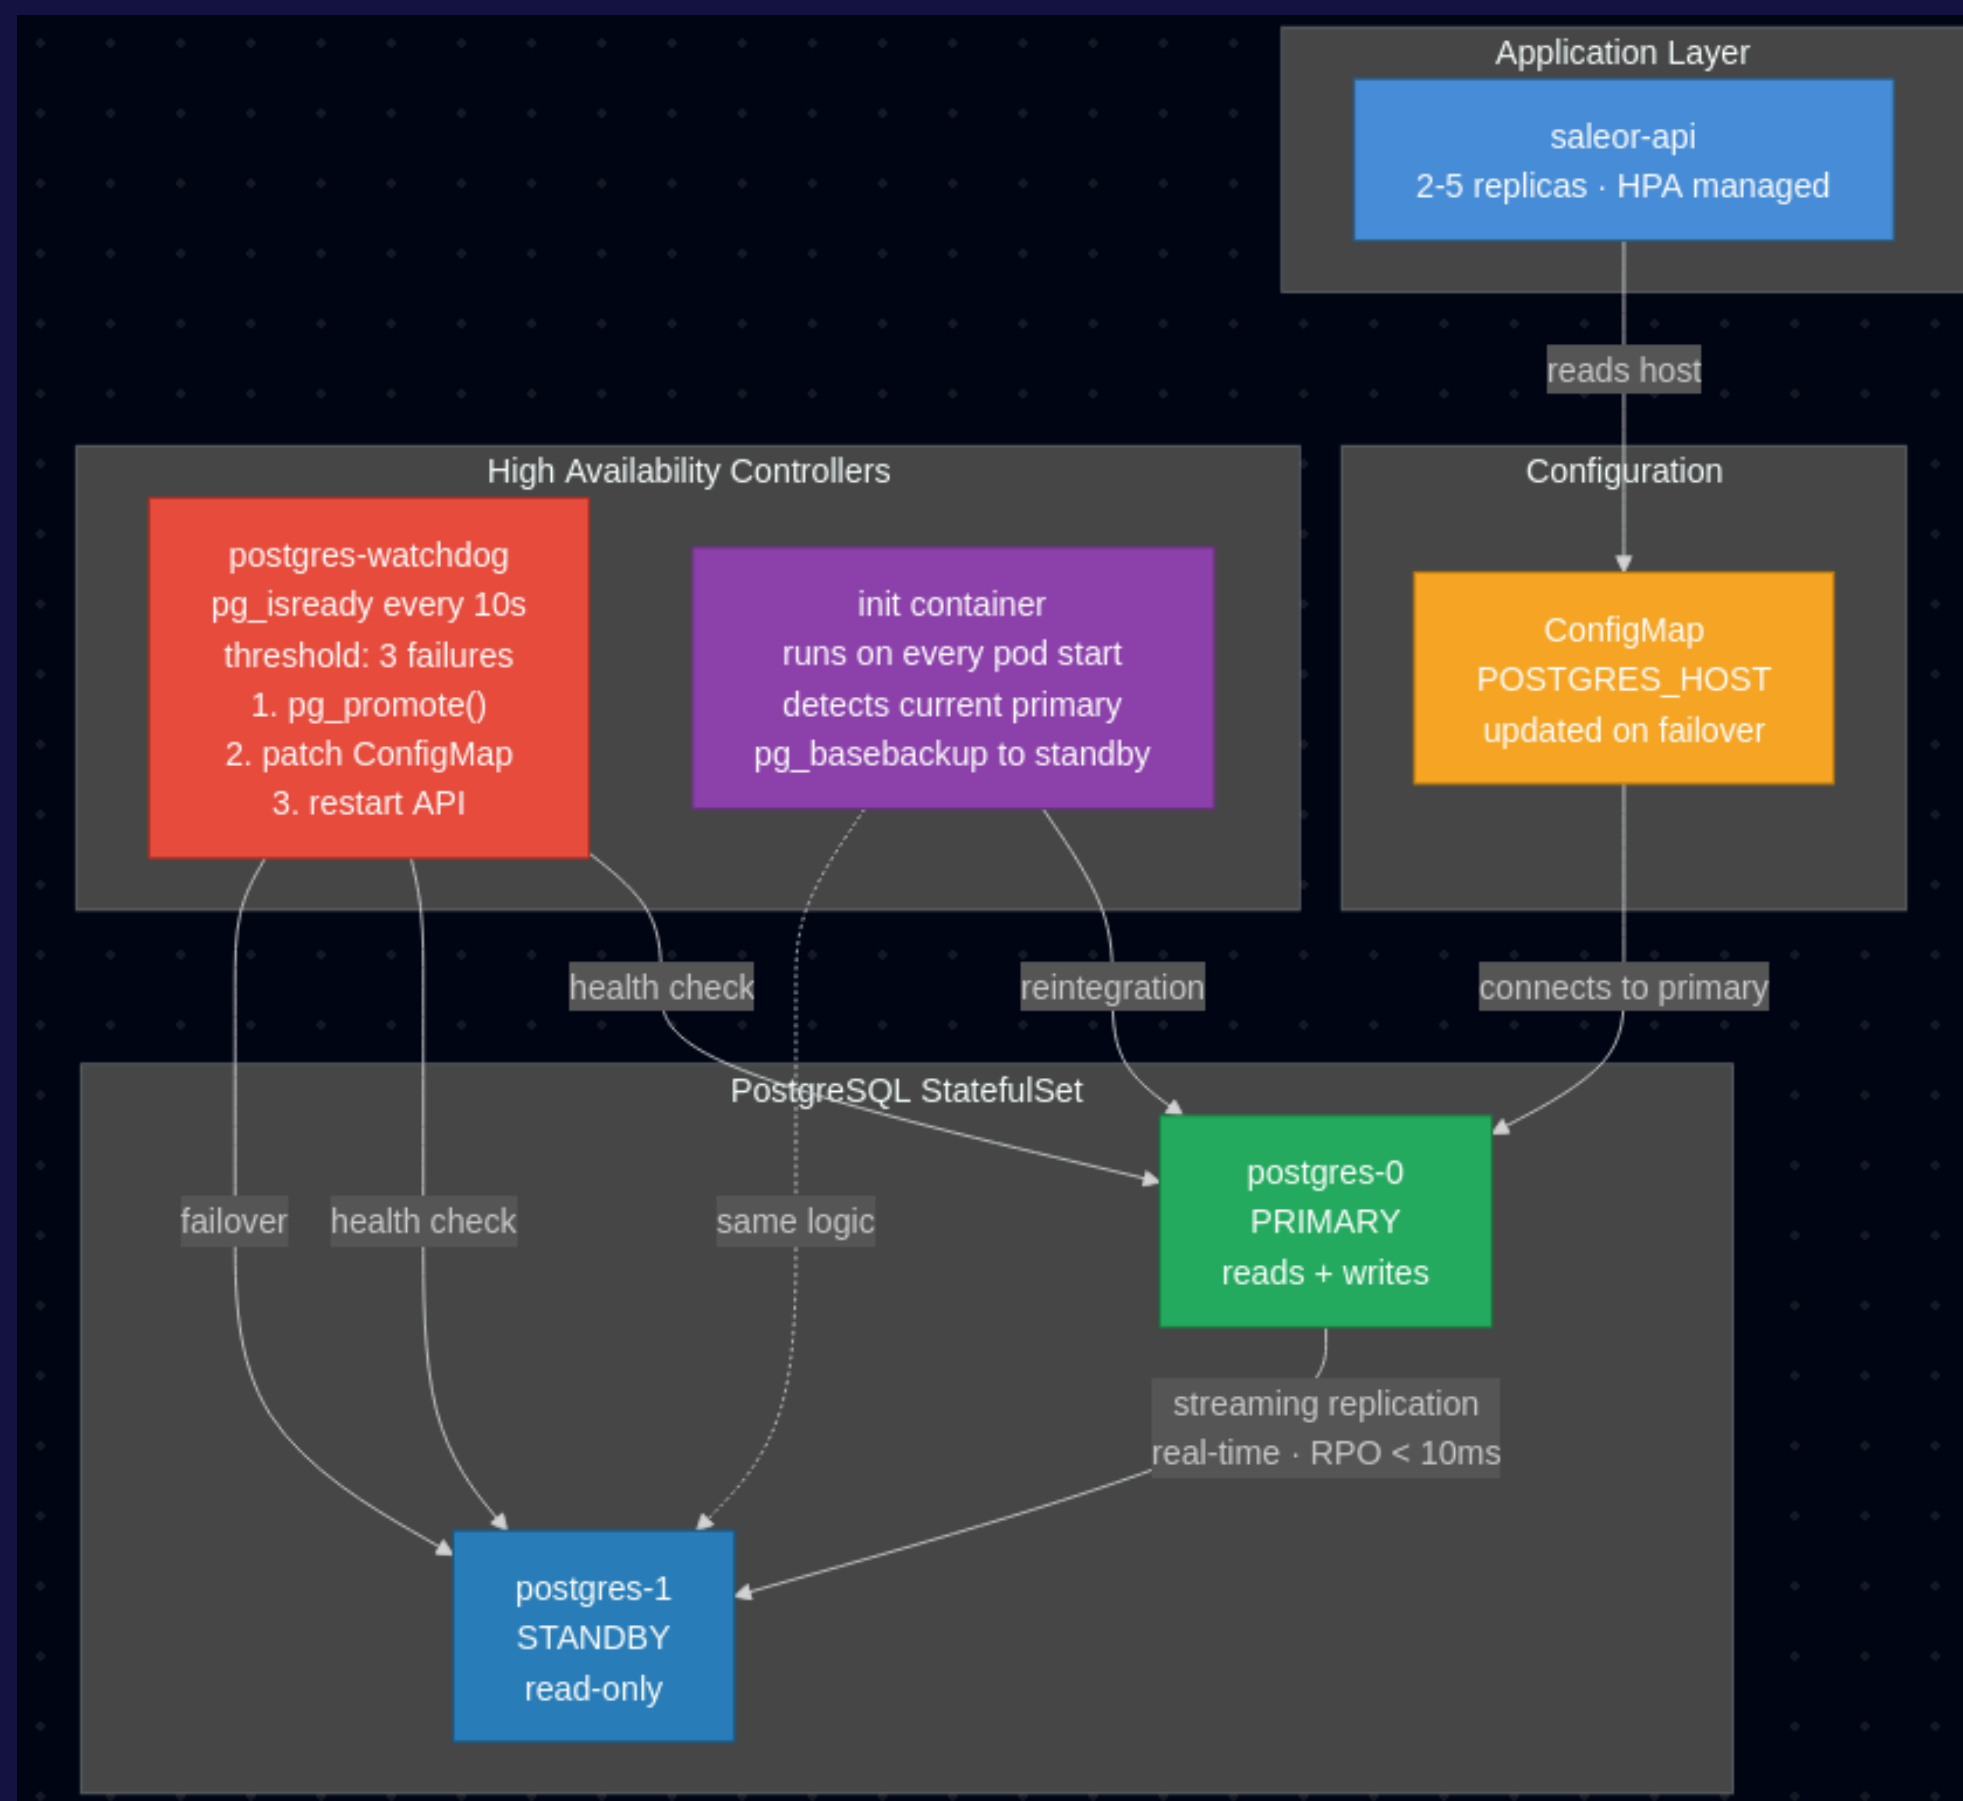 Application Layer
saleor-api
2-5 replicas · HPA managed
reads host
High Availability Controllers
postgres-watchdog
pg_isready every 10s
threshold: 3 failures
1. pg_promote()
2. patch ConfigMap
3. restart API
init container
runs on every pod start
detects current primary
pg_basebackup to standby
Configuration
ConfigMap
POSTGRES_HOST
updated on failover
health check
reintegration
connects to primary
PostgreSQL StatefulSet
failover
health check
same logic
postgres-0
PRIMARY
reads + writes
streaming replication
real-time · RPO < 10ms
postgres-1
STANDBY
read-only